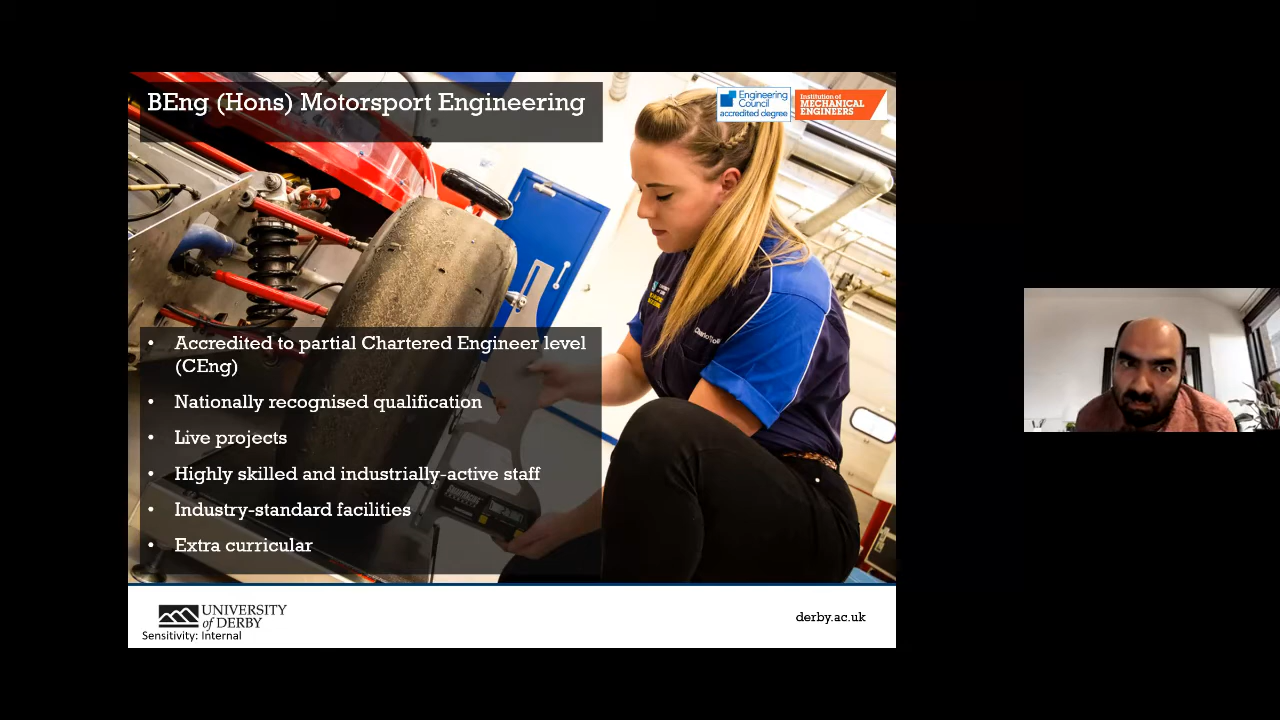 BEng (Hons) Motorsport Engineering
Engineering
Council
accredited degree
Institution of
MECHANICAL
ENGINEERS
• Accredited to partial Chartered Engineer level
(CEng)
• Nationally recognised qualification
• Live projects
• Highly skilled and industrially-active staff
• Industry-standard facilities
• Extra curricular
UNIVERSITY
of DERBY
Sensitivity: Internal
derby.ac.uk